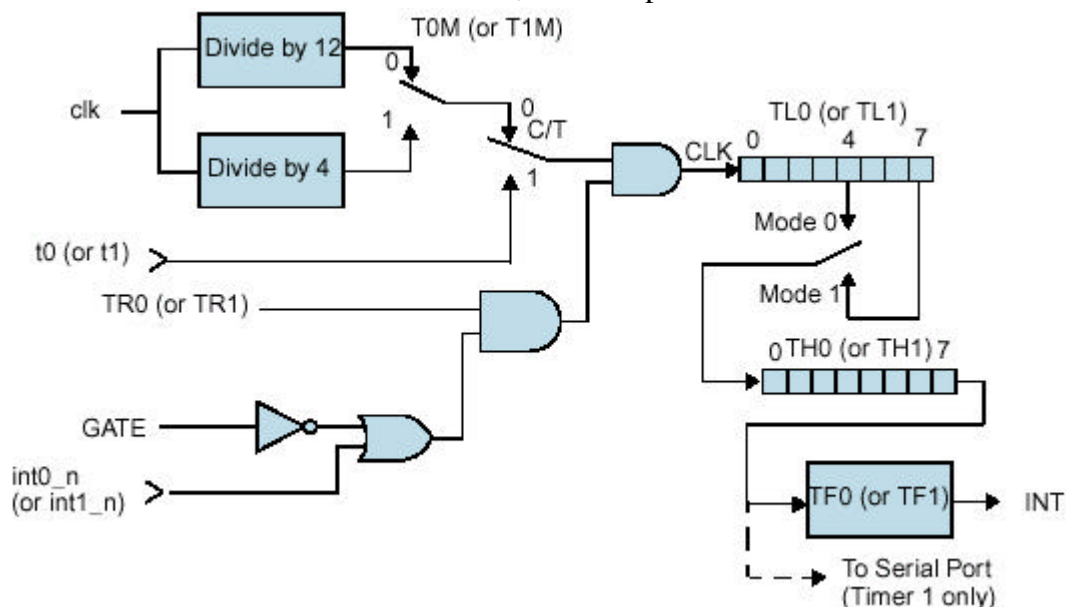 T0M (or T1M)
Divide by 12
0
clk
1
0
C/T
TL0 (or TL1)
0 4 7
Divide by 4
1
CLK
Mode 0
t0 (or t1)
Mode 1
TR0 (or TR1)
0 TH0 (or TH1) 7
GATE
int0_n
(or int1_n)
TF0 (or TF1)
INT
To Serial Port
(Timer 1 only)